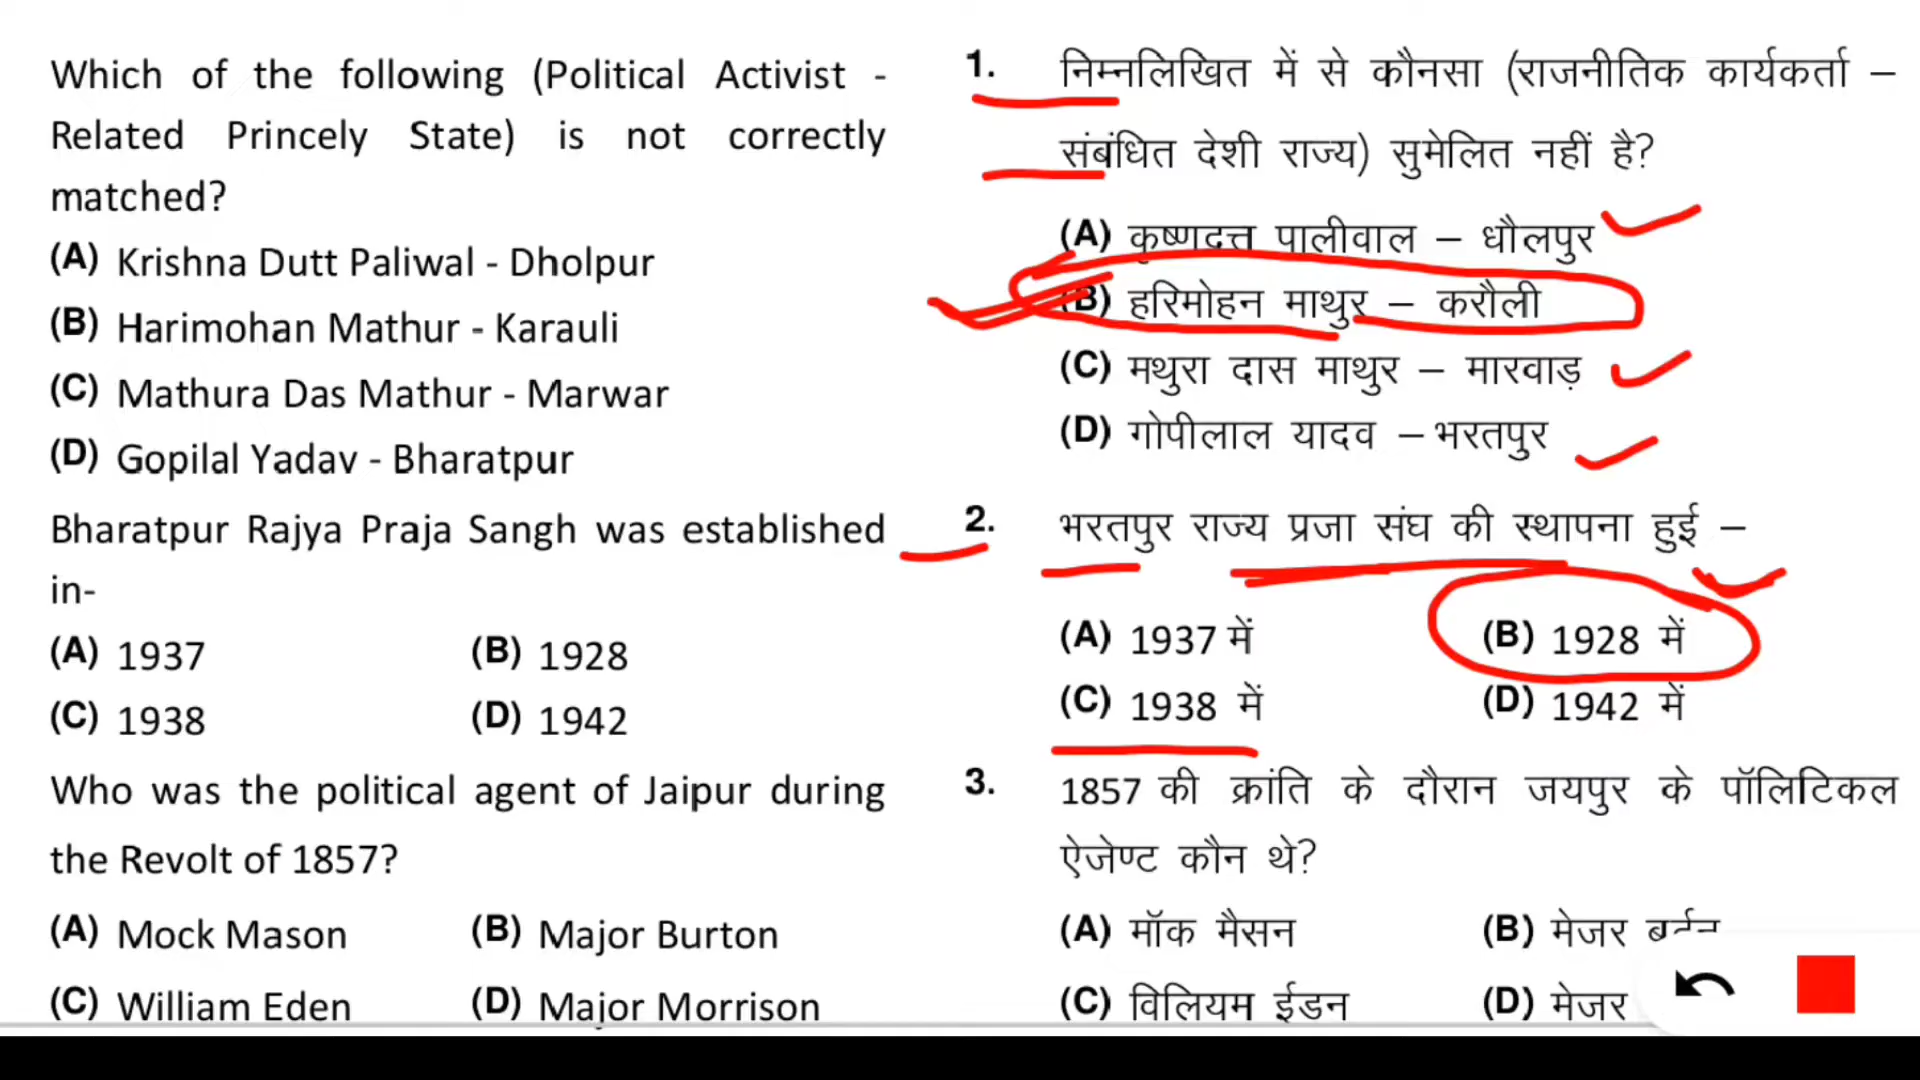 Which of the following (Political Activist -
Related Princely State) is not correctly
matched?
(A) Krishna Dutt Paliwal - Dholpur
(B) Harimohan Mathur - Karauli
(C) Mathura Das Mathur - Marwar
(D) Gopilal Yadav - Bharatpur
Bharatpur Rajya Praja Sangh was established
in-
(A) 1937 (B) 1928
(C) 1938 (D) 1942
Who was the political agent of Jaipur during
the Revolt of 1857?
(A) Mock Mason (B) Major Burton
(C) William Eden (D) Major Morrison
1. निम्नलिखित में से कौनसा (राजनीतिक कार्यकर्ता –
संबंधित देशी राज्य) सुमेलित नहीं है?
(A) कृष्णदत्त पालीवाल – धौलपुर
(B) हरिमोहन माथुर – करौली
(C) मथुरा दास माथुर – मारवाड़
(D) गोपीलाल यादव – भरतपुर
2. भरतपुर राज्य प्रजा संघ की स्थापना हुई –
(A) 1937 में (B) 1928 में
(C) 1938 में (D) 1942 में
3. 1857 की क्रांति के दौरान जयपुर के पॉलिटिकल
ऐजेण्ट कौन थे?
(A) मॉक मैसन (B) मेजर
(C) विलियम ईडन (D) मेजर